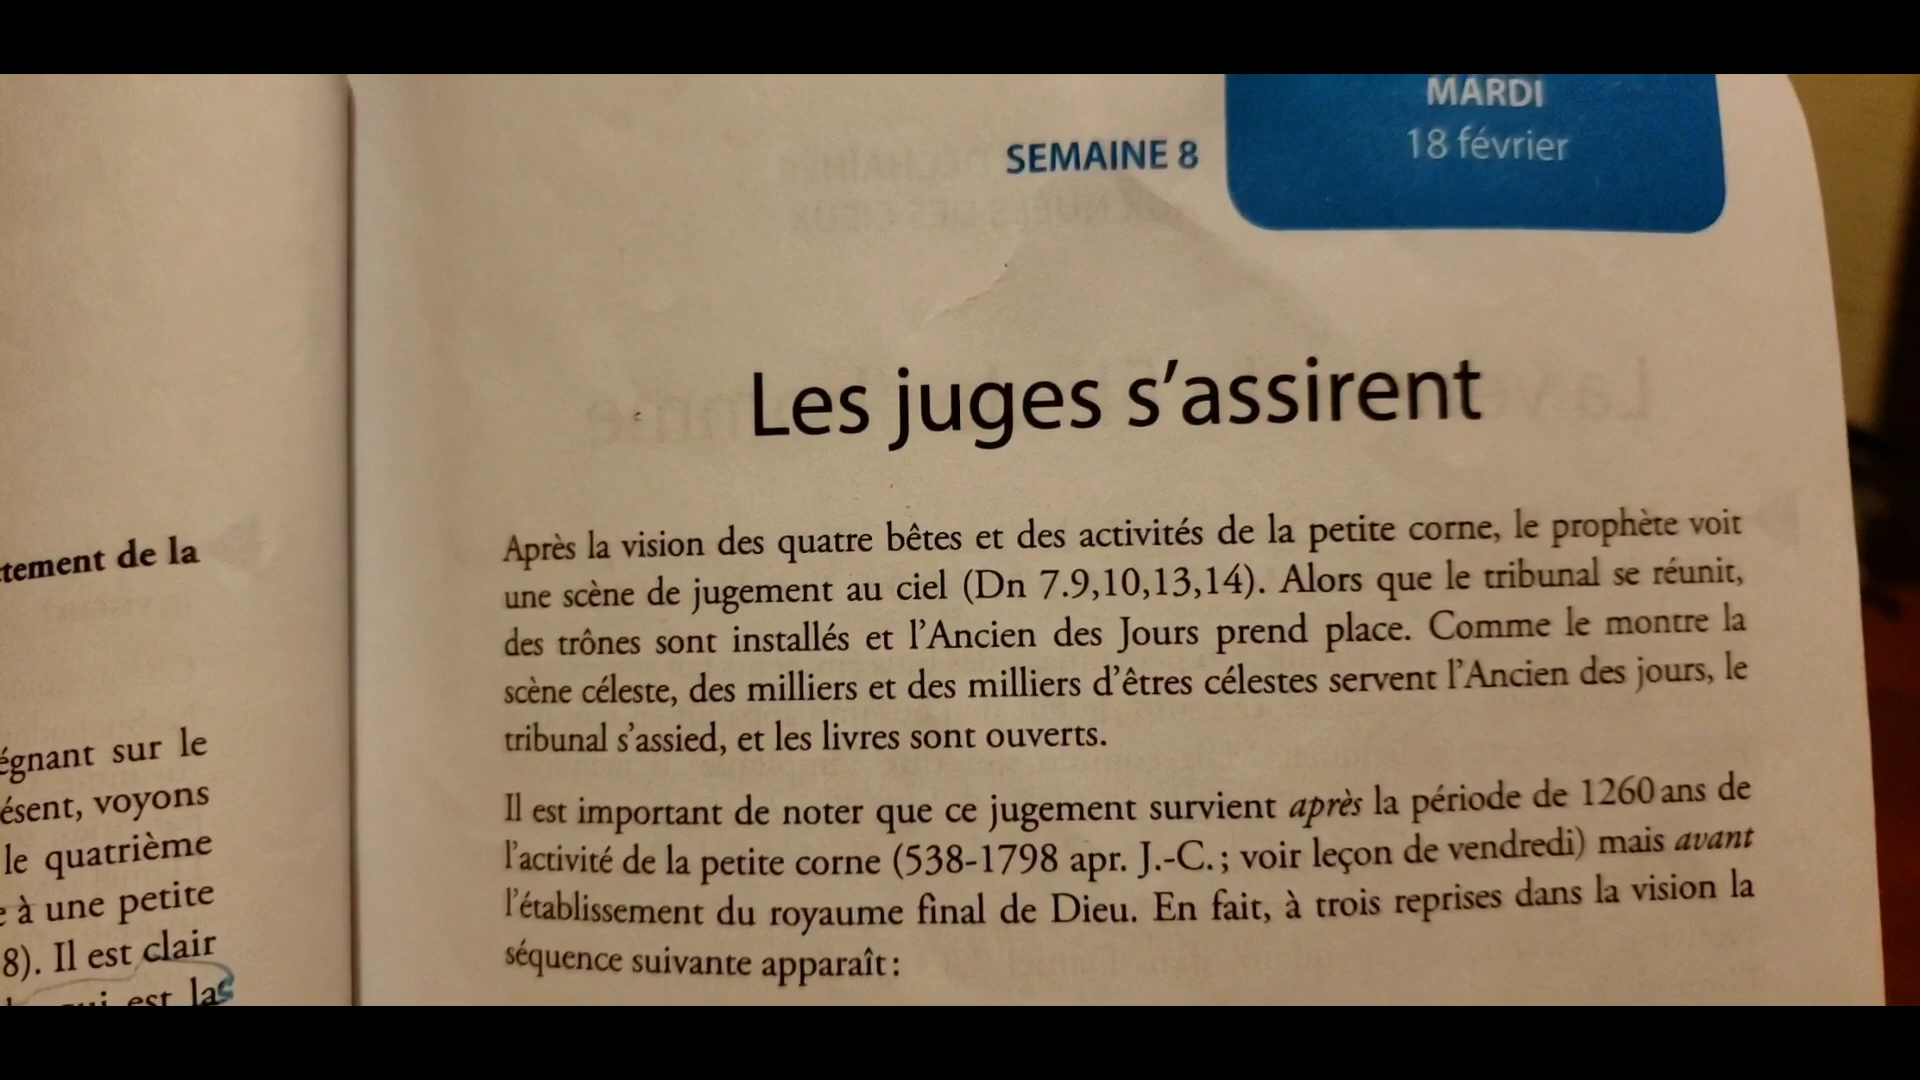 tement de la
égnant sur le
ésent, voyons
le quatrième
à une petite
8). Il est clair
est las
MARDI
18 février
SEMAINE 8
Les juges s'assirent
Après la vision des quatre bêtes et des activités de la petite corne, le prophète voit
une scène de jugement au ciel (Dn 7.9,10,13,14). Alors que le tribunal se réunit,
des trônes sont installés et l'Ancien des Jours prend place. Comme le montre la
scène céleste, des milliers et des milliers d'êtres célestes servent l'Ancien des jours, le
tribunal s'assied, et les livres sont ouverts.
Il est important de noter que ce jugement survient après la période de 1260 ans de
l'activité de la petite corne (538-1798 apr. J.-C. ; voir leçon de vendredi) mais avant
l'établissement du royaume final de Dieu. En fait, à trois reprises dans la vision la
séquence suivante apparaît :